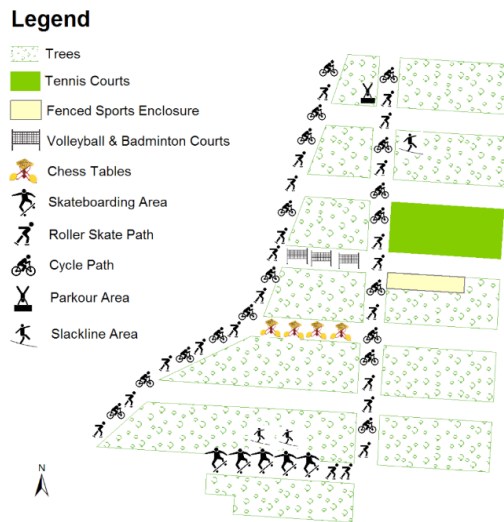 Legend
Trees
Tennis Courts
Fenced Sports Enclosure
Volleyball & Badminton Courts
Chess Tables
Skateboarding Area
Roller Skate Path
Cycle Path
Parkour Area
Slackline Area
N